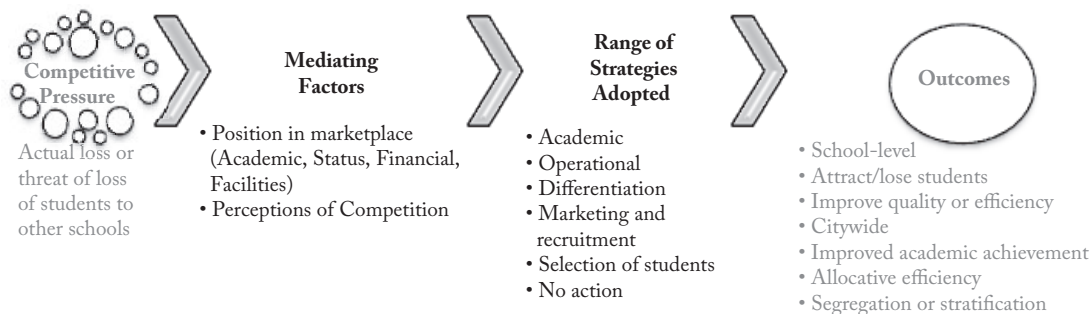 Competitive
Pressure
Actual loss or
threat of loss
of students to
other schools
Mediating
Factors
• Position in marketplace
(Academic, Status, Financial,
Facilities)
• Perceptions of Competition
Range of
Strategies
Adopted
• Academic
• Operational
• Differentiation
• Marketing and
recruitment
• Selection of students
• No action
Outcomes
• School-level
• Attract/lose students
• Improve quality or efficiency
• Citywide
• Improved academic achievement
• Allocative efficiency
• Segregation or stratification